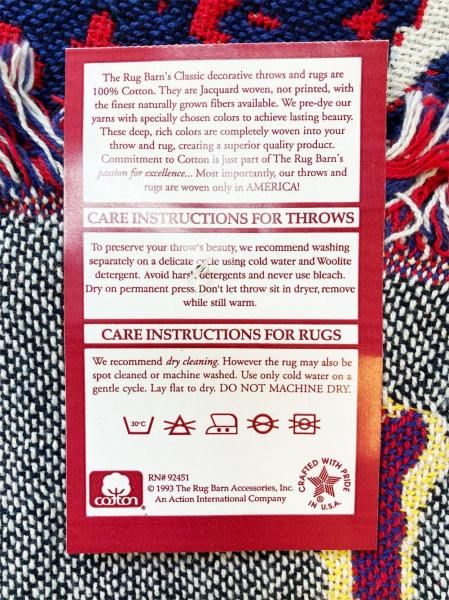 The Rug Barn's Classic decorative throws and rugs are
100% Cotton. They are Jacquard woven, not printed, with
the finest naturally grown fibers available. We pre-dye our
yarns with specially chosen colors to achieve lasting beauty.
These deep, rich colors are completely woven into your
throw and rug, creating a superior quality product.
Commitment to Cotton is just part of The Rug Barn's
passion for excellence... Most importantly, our throws and
rugs are woven only in AMERICA!
CARE INSTRUCTIONS FOR THROWS
To preserve your throw's beauty, we recommend washing
separately on a delicate cycle using cold water and Woolite
detergent. Avoid harsh detergents and never use bleach.
Dry on permanent press. Don't let throw sit in dryer, remove
while still warm.
CARE INSTRUCTIONS FOR RUGS
We recommend dry cleaning. However the rug may also be
spot cleaned or machine washed. Use only cold water on a
gentle cycle. Lay flat to dry. DO NOT MACHINE DRY.
30°C
cotton®
RN# 92451
© 1993 The Rug Barn Accessories, Inc.
An Action International Company
CRAFTED WITH PRIDE
IN U.S.A.®